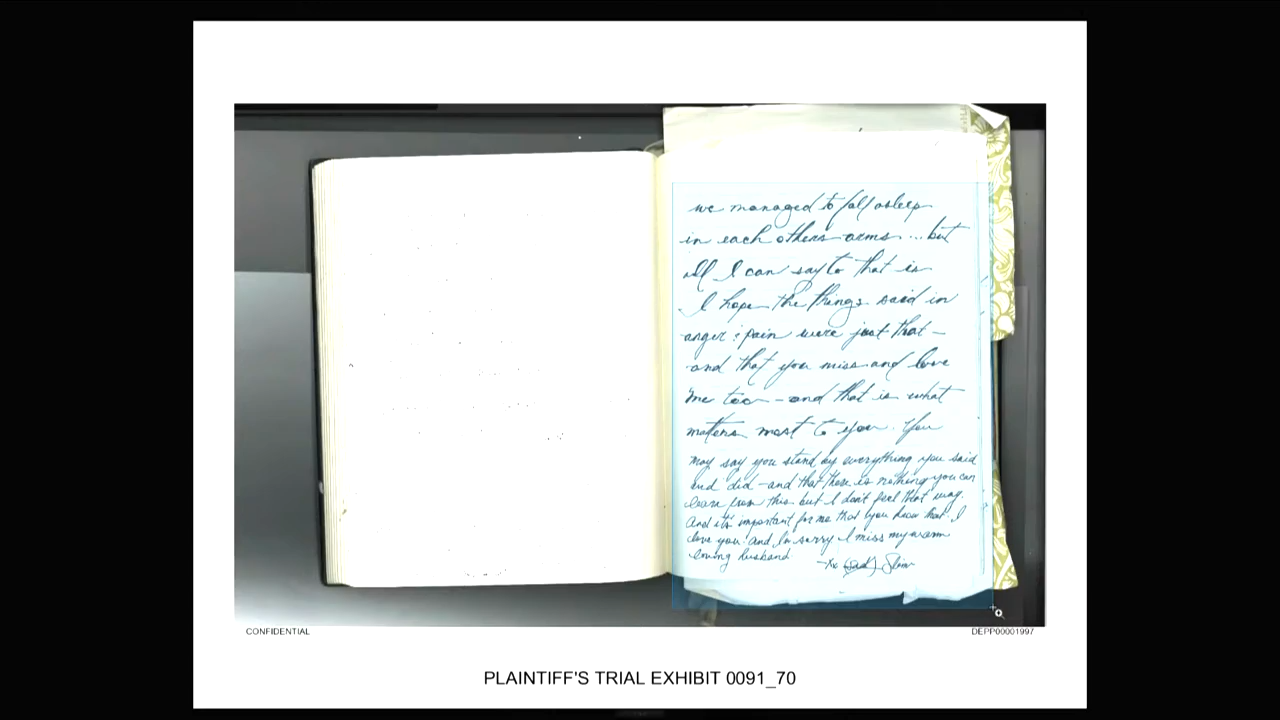 we managed to fall asleep
in each others arms ... but
all I can say to that is
I hope the things said in
anger & pain were just that —
and that you miss and love
me too — and that is what
matters most to you. You
may say you stand by everything you said
and did — and that there is nothing you can
learn from this but I don't feel that way.
And it's important for me that you know that I
love you. and I'm sorry I miss my warm
loving husband
—xx (sad) Slim
CONFIDENTIAL
DEPP00001997
PLAINTIFF'S TRIAL EXHIBIT 0091_70